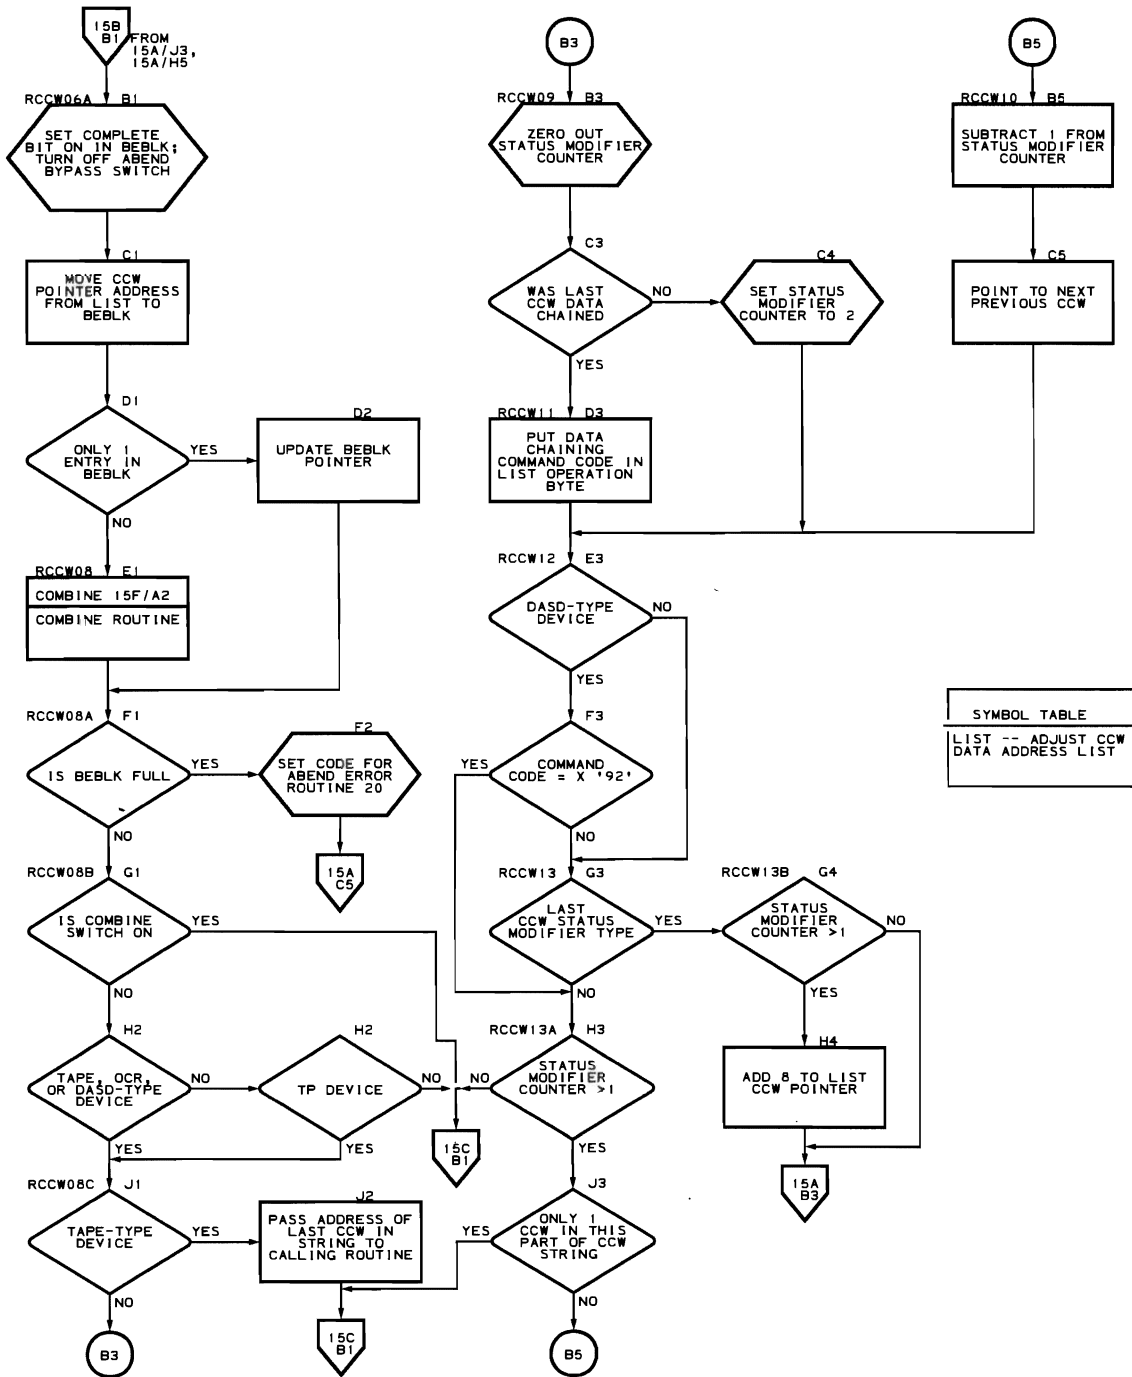 15B
B1
FROM
15A/J3,
15A/H5
RCCW06A B1
SET COMPLETE
BIT ON IN BEBLK;
TURN OFF ABEND
BYPASS SWITCH
C1
MOVE CCW
POINTER ADDRESS
FROM LIST TO
BEBLK
D1
ONLY 1
ENTRY IN
BEBLK
YES
NO
D2
UPDATE BEBLK
POINTER
RCCW08 E1
COMBINE 15F/A2
COMBINE ROUTINE
RCCW08A F1
IS BEBLK FULL
YES
NO
F2
SET CODE FOR
ABEND ERROR
ROUTINE 20
15A
C5
RCCW08B G1
IS COMBINE
SWITCH ON
YES
NO
H2
TAPE, OCR,
OR DASD-TYPE
DEVICE
NO
YES
H2
TP DEVICE
NO
YES
15C
B1
RCCW08C J1
TAPE-TYPE
DEVICE
YES
NO
J2
PASS ADDRESS OF
LAST CCW IN
STRING TO
CALLING ROUTINE
15C
B1
B3
B3
RCCW09 B3
ZERO OUT
STATUS MODIFIER
COUNTER
C3
WAS LAST
CCW DATA
CHAINED
NO
YES
C4
SET STATUS
MODIFIER
COUNTER TO 2
RCCW11 D3
PUT DATA
CHAINING
COMMAND CODE IN
LIST OPERATION
BYTE
RCCW12 E3
DASD-TYPE
DEVICE
NO
YES
F3
COMMAND
CODE = X '92'
YES
NO
RCCW13 G3
LAST
CCW STATUS
MODIFIER TYPE
YES
NO
RCCW13B G4
STATUS
MODIFIER
COUNTER >1
NO
YES
H4
ADD 8 TO LIST
CCW POINTER
15A
B3
RCCW13A H3
STATUS
MODIFIER
COUNTER >1
NO
YES
J3
ONLY 1
CCW IN THIS
PART OF CCW
STRING
YES
NO
B5
B5
RCCW10 B5
SUBTRACT 1 FROM
STATUS MODIFIER
COUNTER
C5
POINT TO NEXT
PREVIOUS CCW
SYMBOL TABLE
LIST -- ADJUST CCW
DATA ADDRESS LIST